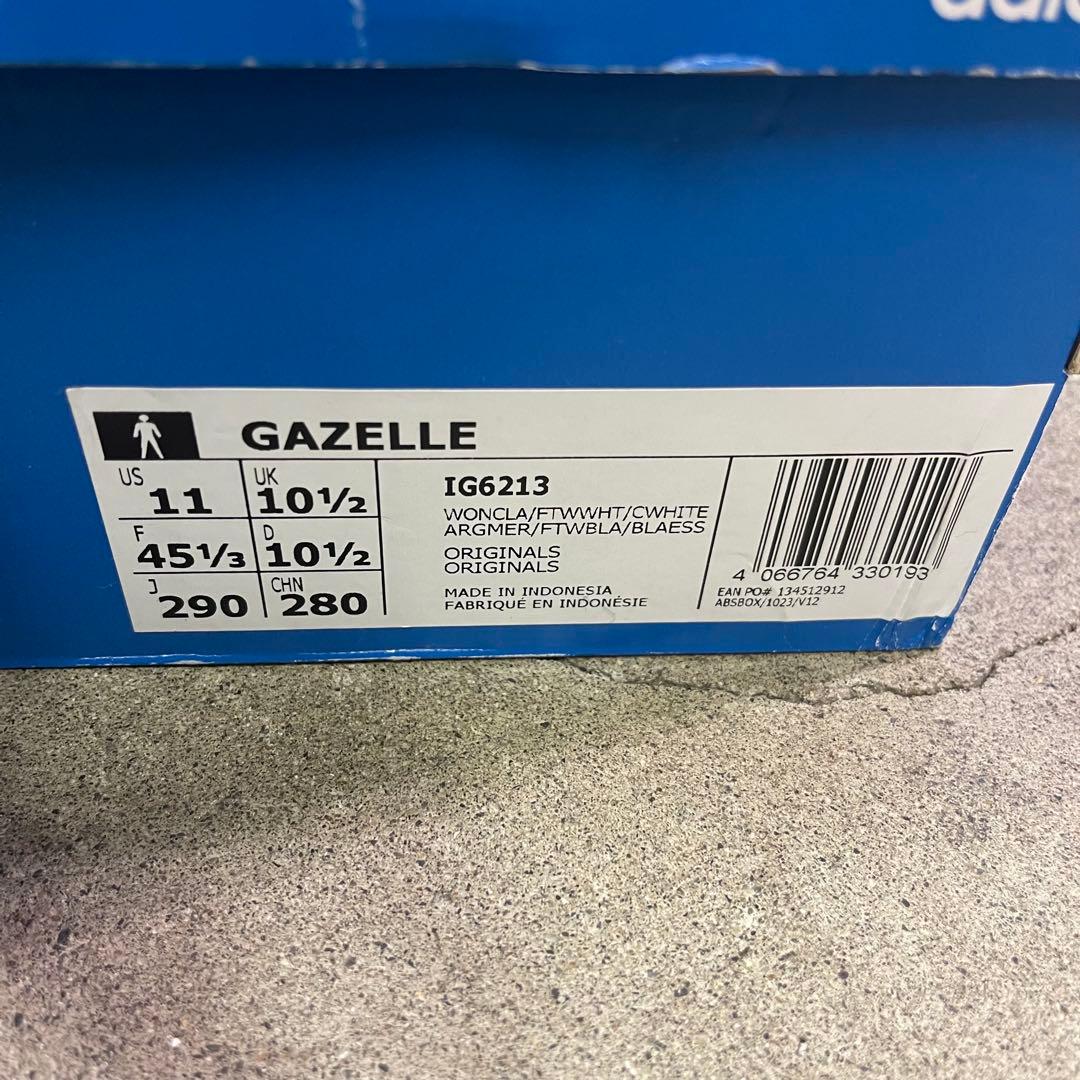 GAZELLE
US 11 UK 10½
F 45⅓ D 10½
J 290 CHN 280
IG6213
WONCLA/FTWWHT/CWHITE
ARGMER/FTWBLA/BLAESS
ORIGINALS
ORIGINALS
MADE IN INDONESIA
FABRIQUÉ EN INDONÉSIE
4 066764 330193
EAN PO# 134512912
ABSBOX/1023/V12